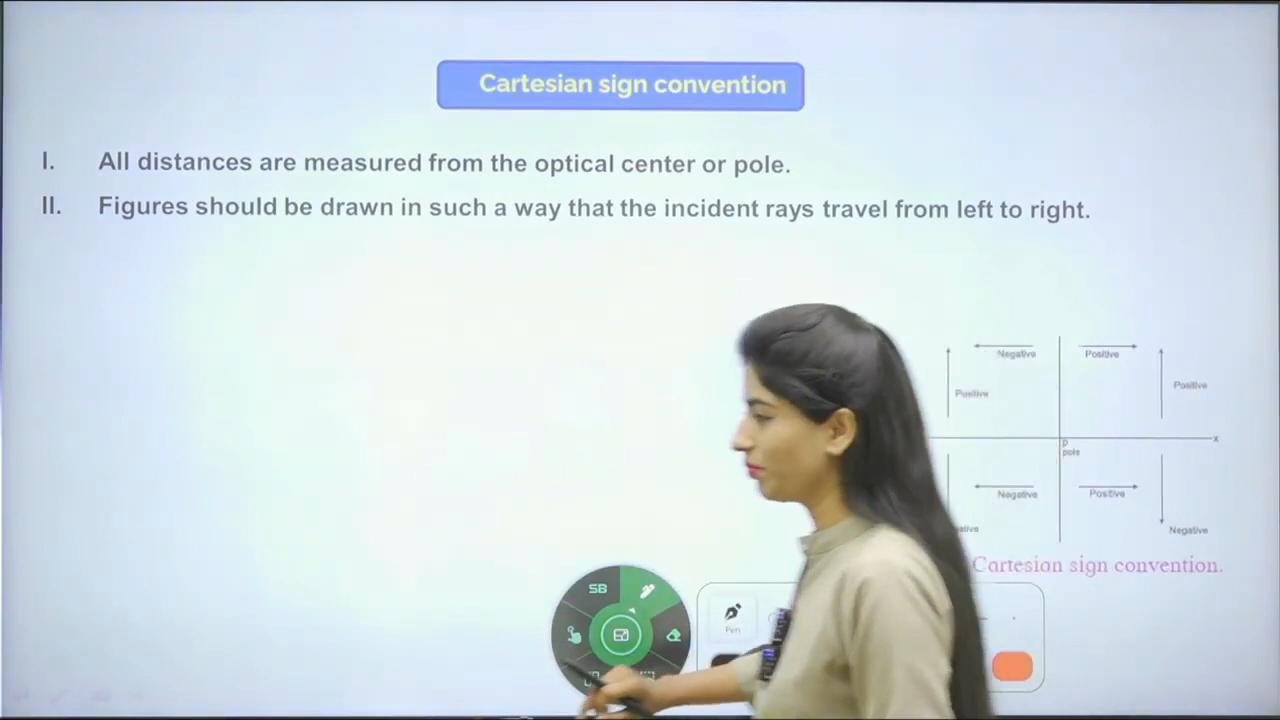 Cartesian sign convention
I. All distances are measured from the optical center or pole.
II. Figures should be drawn in such a way that the incident rays travel from left to right.
Negative Positive
Positive Positive
x
P
pole
Negative Positive
Negative
Cartesian sign convention.
SB
Pen